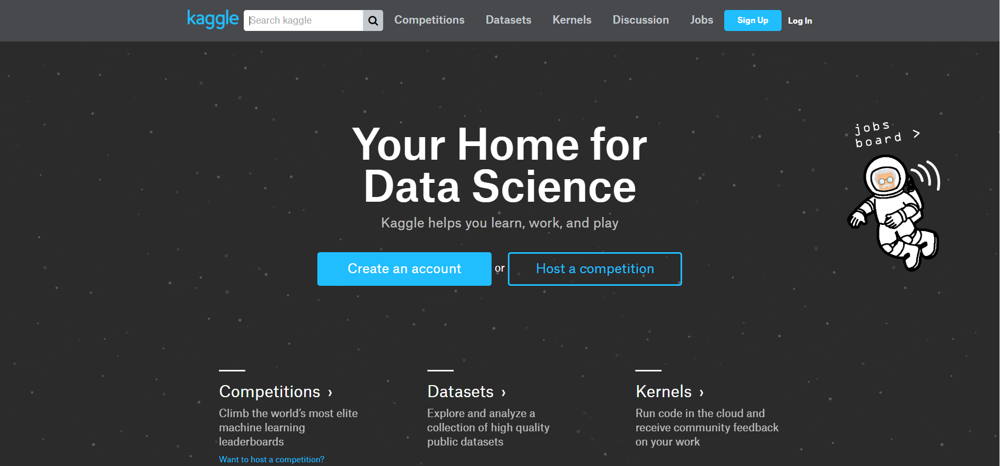 kaggle
Search kaggle
Competitions
Datasets
Kernels
Discussion
Jobs
Sign Up
Log In
jobs
board >
Your Home for
Data Science
Kaggle helps you learn, work, and play
Create an account
or
Host a competition
Competitions ›
Climb the world’s most elite
machine learning
leaderboards
Want to host a competition?
Datasets ›
Explore and analyze a
collection of high quality
public datasets
Kernels ›
Run code in the cloud and
receive community feedback
on your work